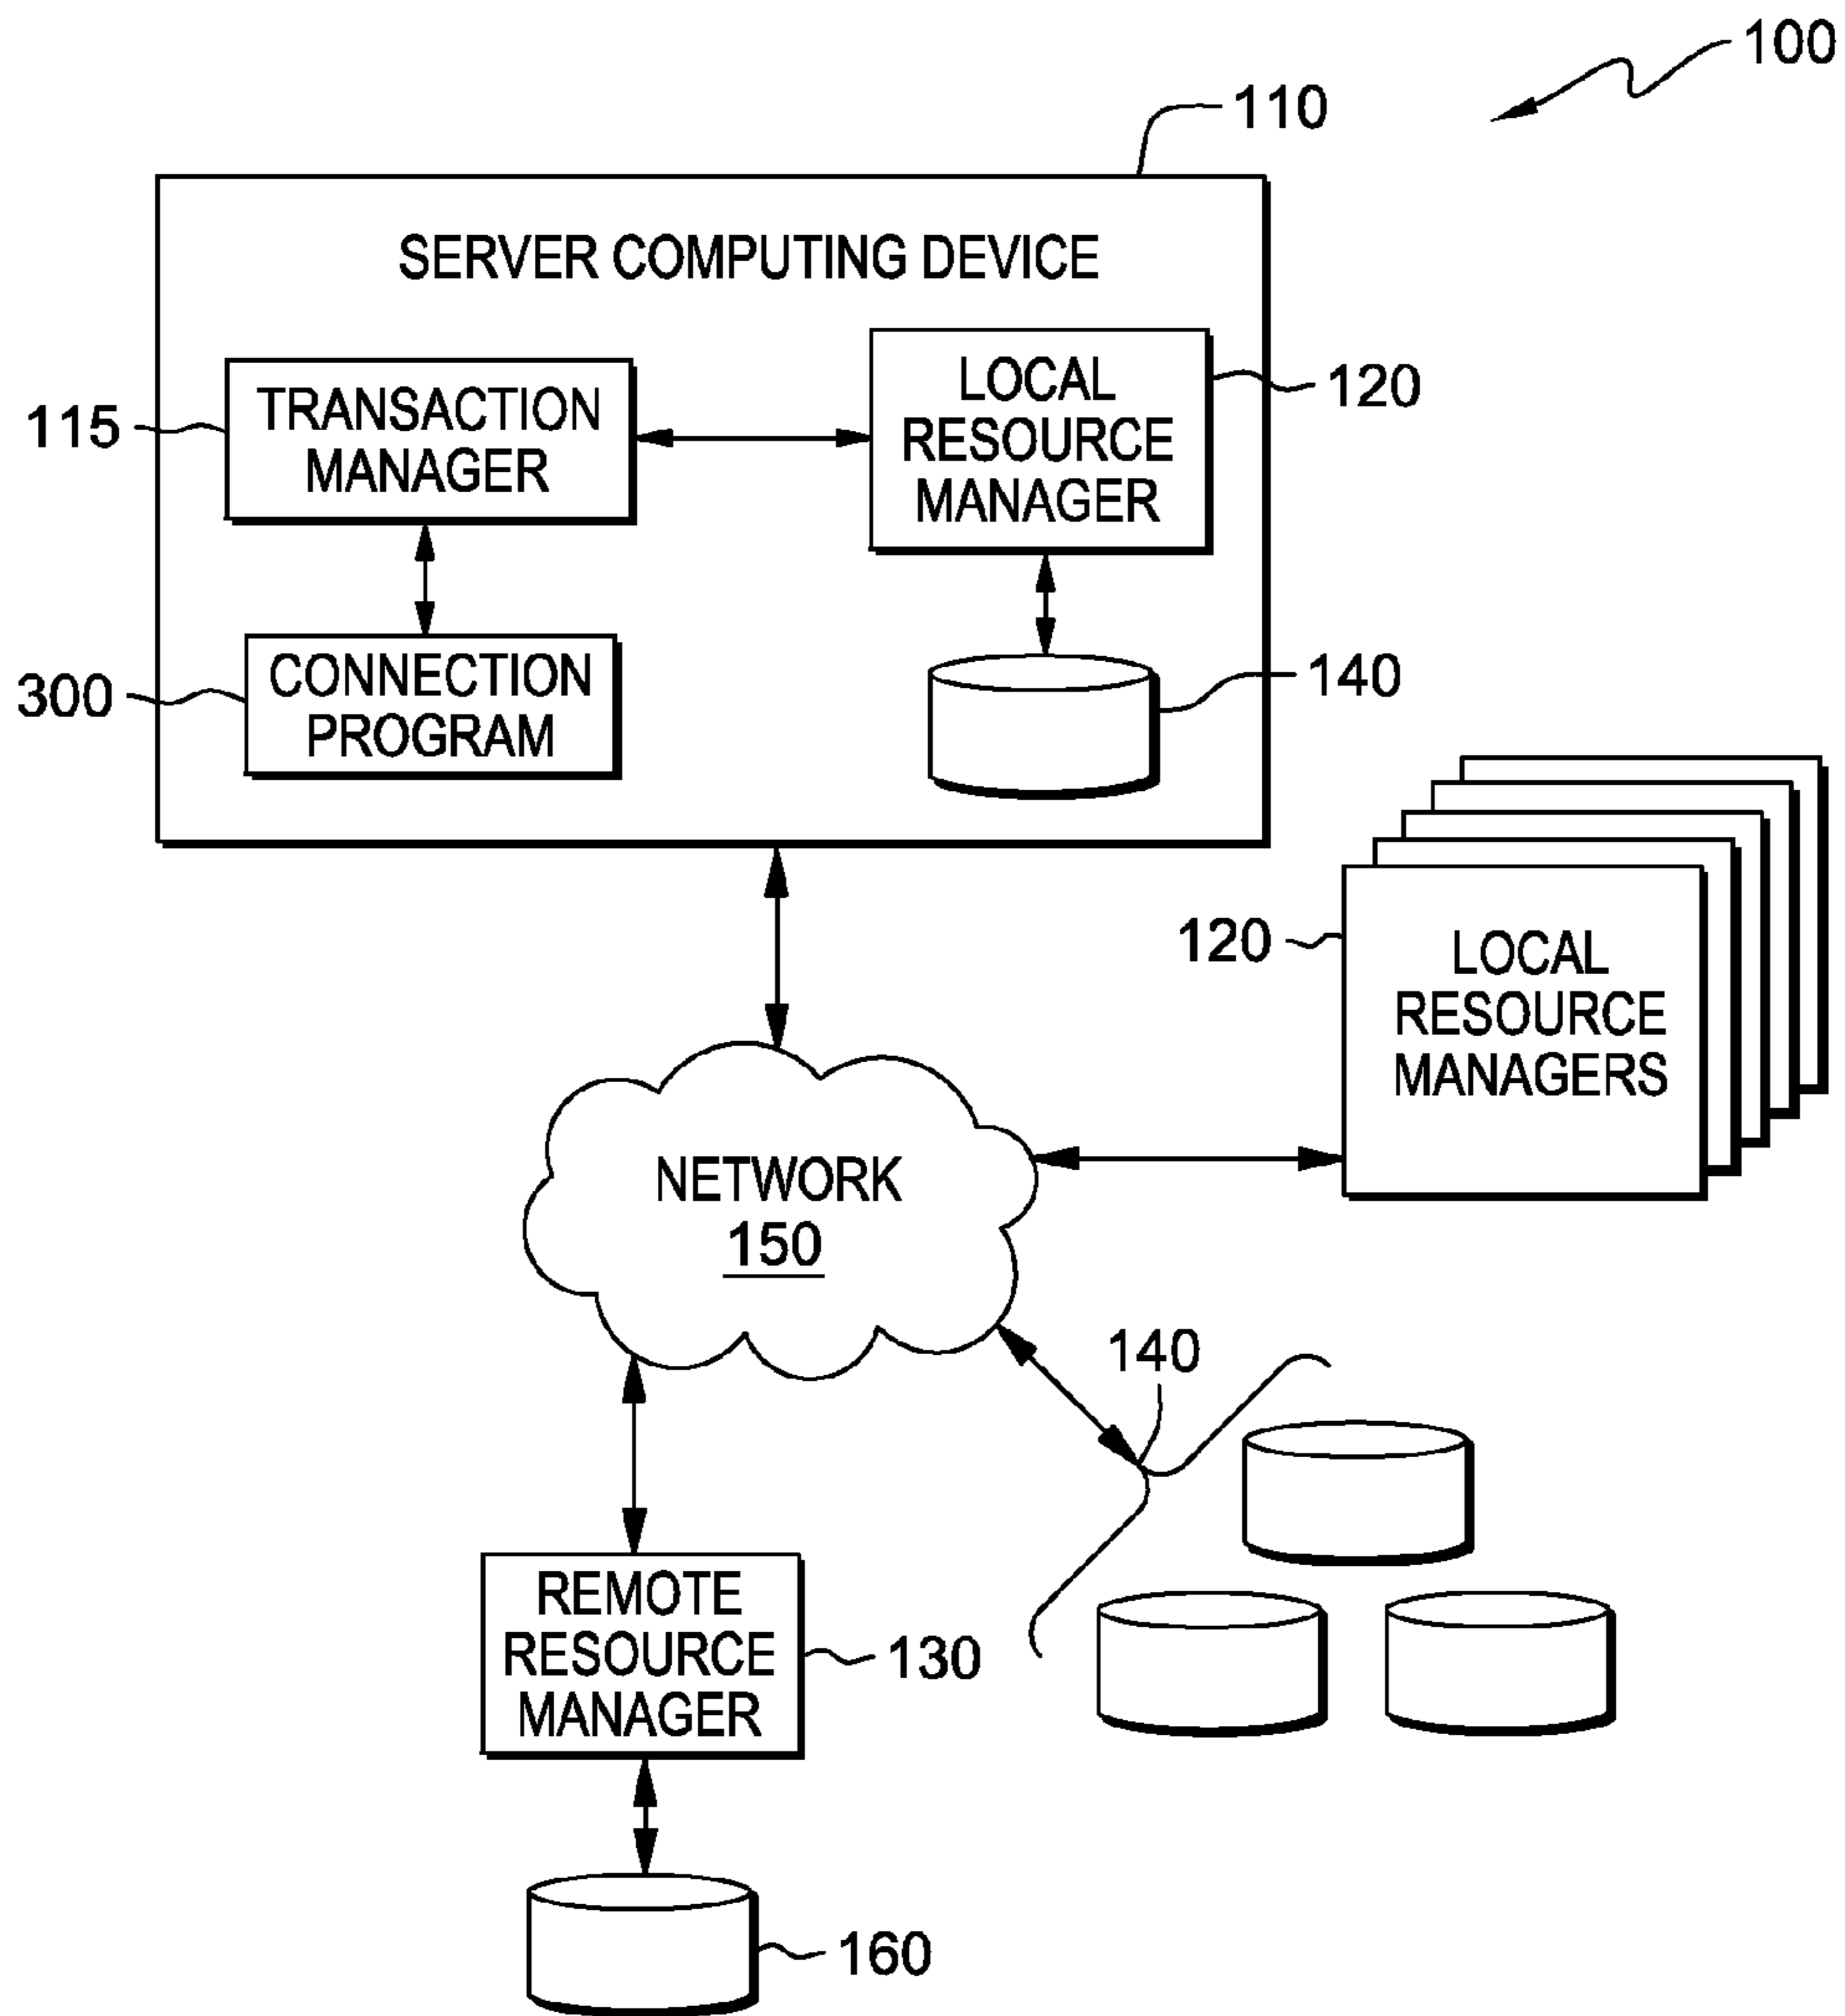 100
110
SERVER COMPUTING DEVICE
115
TRANSACTION
MANAGER
LOCAL
RESOURCE
MANAGER
120
300
CONNECTION
PROGRAM
140
120
LOCAL
RESOURCE
MANAGERS
NETWORK
150
140
REMOTE
RESOURCE
MANAGER
130
160